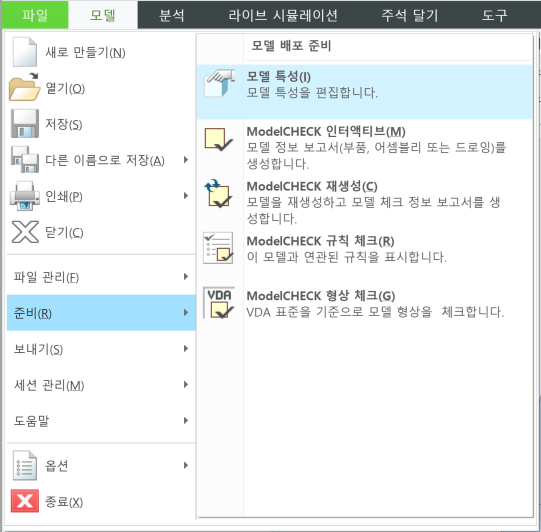 파일 모델 분석 라이브 시뮬레이션 주석 달기 도구
새로 만들기(N)
열기(O)
저장(S)
다른 이름으로 저장(A)
인쇄(P)
닫기(C)
파일 관리(F)
준비(R)
보내기(S)
세션 관리(M)
도움말
옵션
종료(X)
모델 배포 준비
모델 특성(I)
모델 특성을 편집합니다.
ModelCHECK 인터액티브(M)
모델 정보 보고서(부품, 어셈블리 또는 드로잉)를
생성합니다.
ModelCHECK 재생성(C)
모델을 재생성하고 모델 체크 정보 보고서를 생
성합니다.
ModelCHECK 규칙 체크(R)
이 모델과 연관된 규칙을 표시합니다.
VDA
ModelCHECK 형상 체크(G)
VDA 표준을 기준으로 모델 형상을 체크합니다.